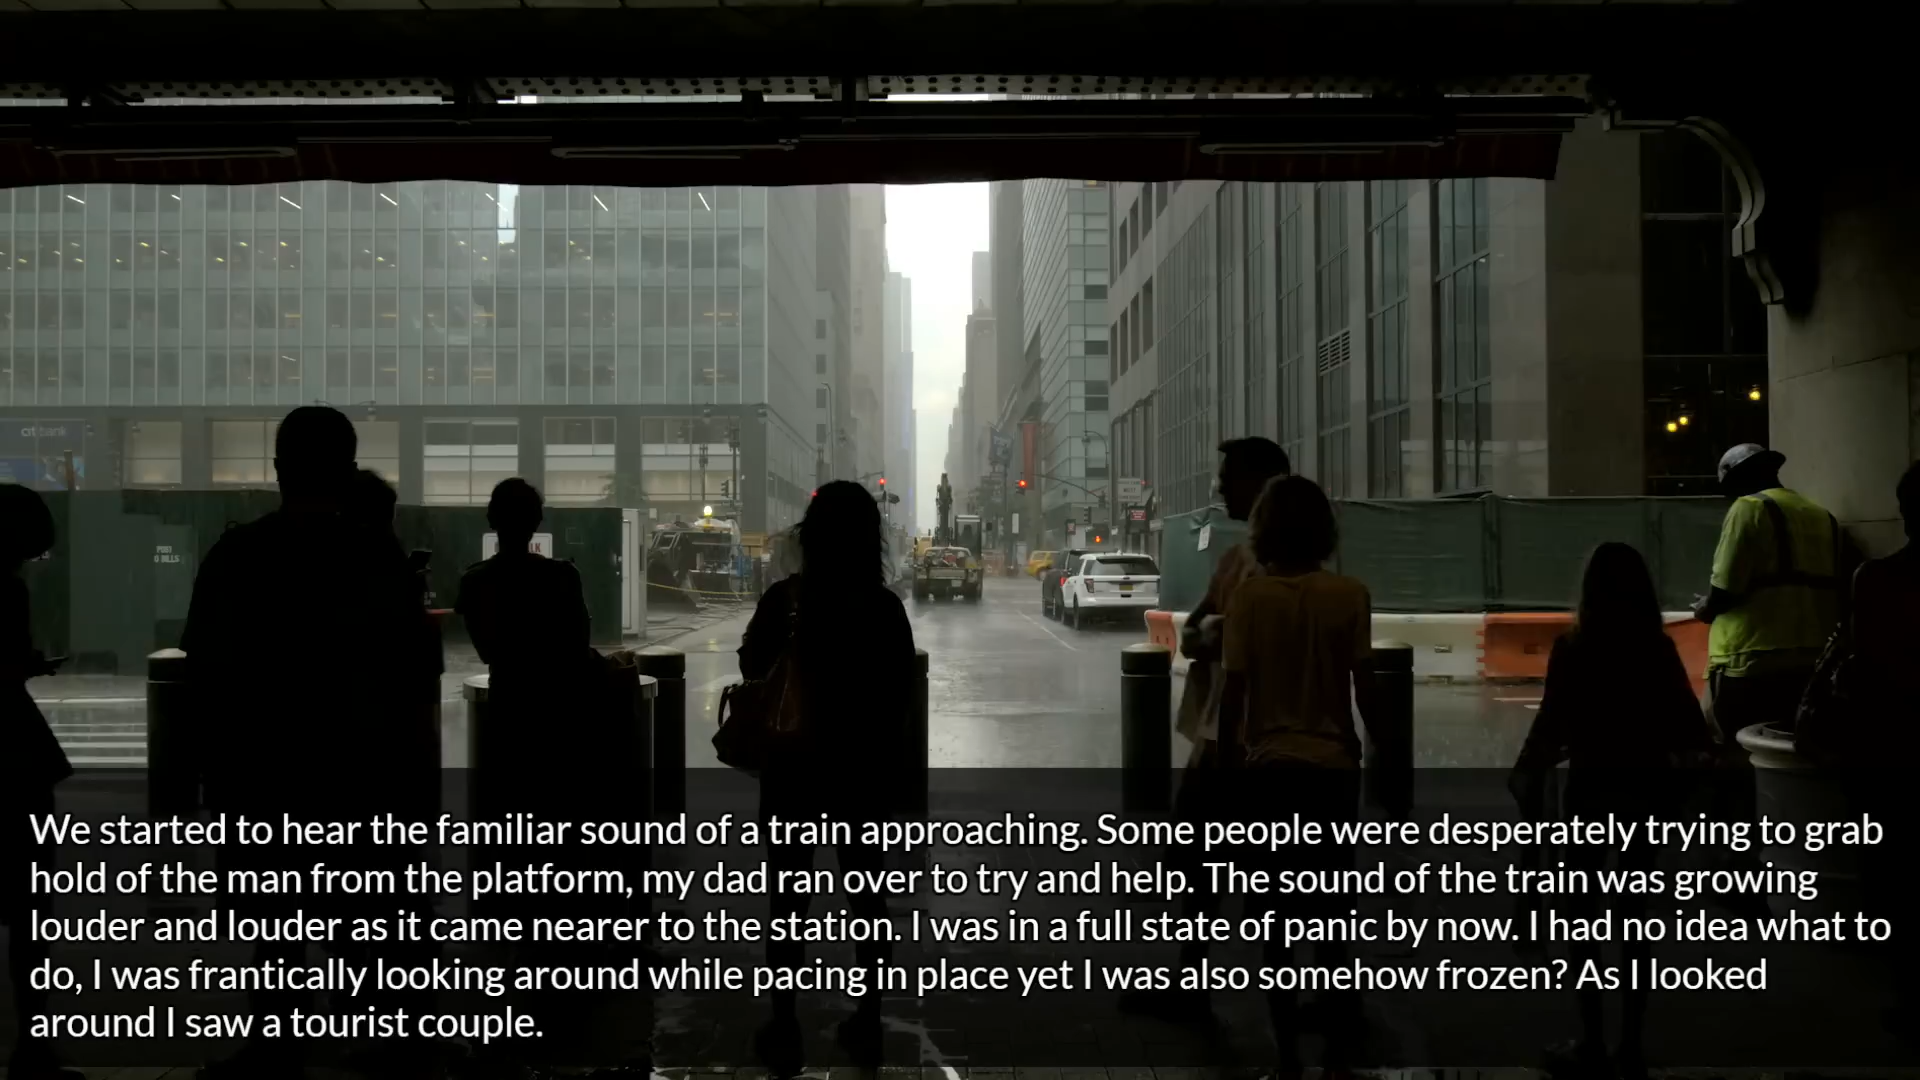 citibank
POST
NO BILLS
We started to hear the familiar sound of a train approaching. Some people were desperately trying to grab
hold of the man from the platform, my dad ran over to try and help. The sound of the train was growing
louder and louder as it came nearer to the station. I was in a full state of panic by now. I had no idea what to
do, I was frantically looking around while pacing in place yet I was also somehow frozen? As I looked
around I saw a tourist couple.